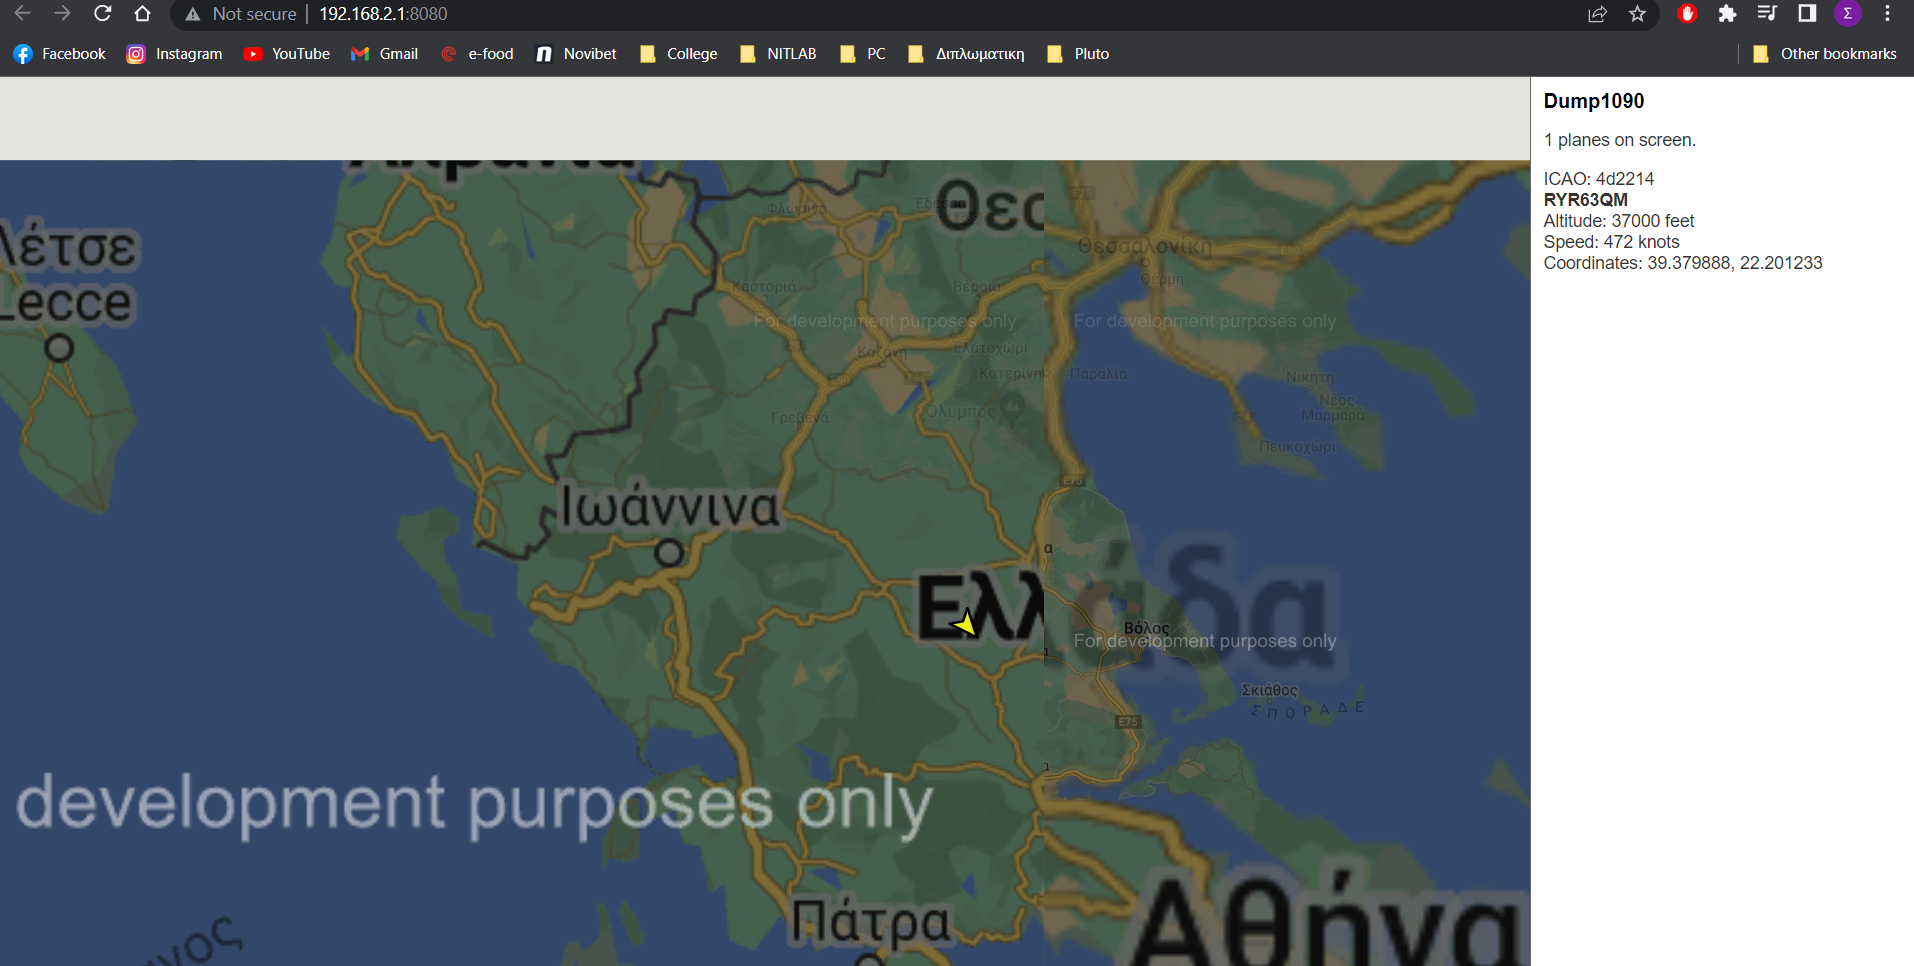 Not secure | 192.168.2.1:8080
Facebook Instagram YouTube Gmail e-food Novibet College NITLAB PC Διπλωματικη Pluto Other bookmarks
Σ
Dump1090
1 planes on screen.
ICAO: 4d2214
RYR63QM
Altitude: 37000 feet
Speed: 472 knots
Coordinates: 39.379888, 22.201233
Θεσ
E75
Φλώρινα
Έδεσσα
Θεσσαλονίκη
E90
Θέρμη
Lecce
Καστοριά
Βέροια
For development purposes only
For development purposes only
Κοζάνη
Ελατοχώρι
Κατερίνη
Παραλία
Νικήτη
Νέος
Μαρμαράς
Όλυμπος
Γρεβενά
Πευκοχώρι
E75
Ιωάννινα
Ελλάδα
Βόλος
For development purposes only
Σκιάθος
ΣΠΟΡΑΔΕ
E75
development purposes only
Πάτρα
Αθήνα